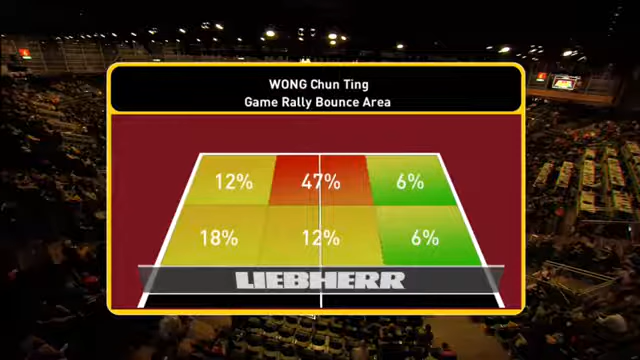 WONG Chun Ting
Game Rally Bounce Area
12% 47% 6%
18% 12% 6%
LIEBHERR